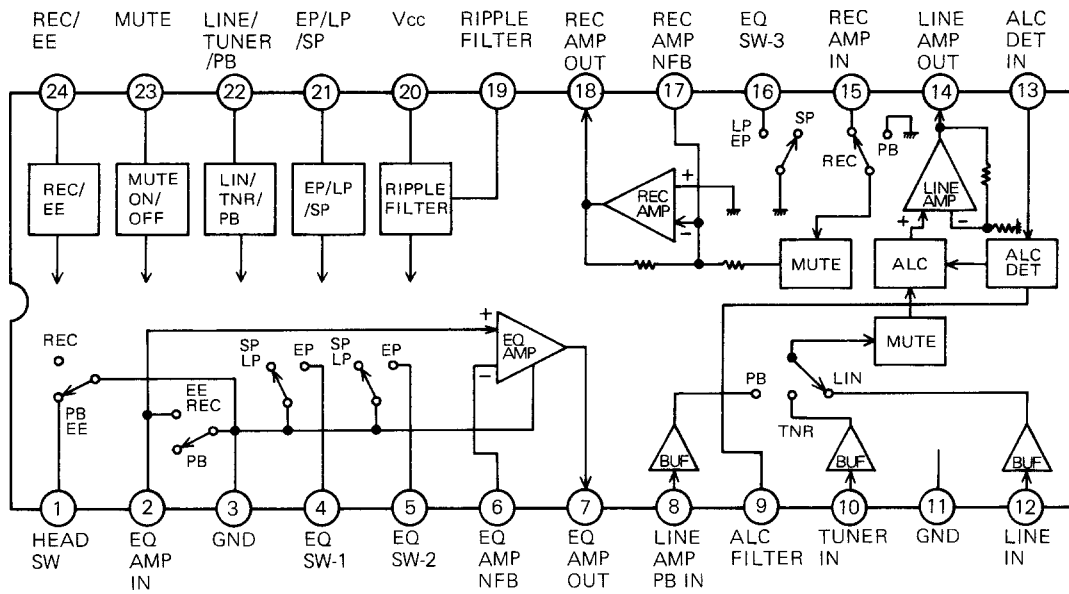 REC/
EE
MUTE
LINE/
TUNER
/PB
EP/LP
/SP
Vcc
RIPPLE
FILTER
REC
AMP
OUT
REC
AMP
NFB
EQ
SW-3
REC
AMP
IN
LINE
AMP
OUT
ALC
DET
IN
24
23
22
21
20
19
18
17
16
15
14
13
REC/
EE
MUTE
ON/
OFF
LIN/
TNR/
PB
EP/LP
/SP
RIPPLE
FILTER
REC
AMP
+
−
LP
EP
SP
REC
PB
LINE
AMP
+
−
MUTE
ALC
ALC
DET
MUTE
REC
PB
EE
EE
REC
PB
SP
LP
EP
SP
LP
EP
+
−
EQ
AMP
PB
TNR
LIN
BUF
BUF
BUF
1
2
3
4
5
6
7
8
9
10
11
12
HEAD
SW
EQ
AMP
IN
GND
EQ
SW-1
EQ
SW-2
EQ
AMP
NFB
EQ
AMP
OUT
LINE
AMP
PB IN
ALC
FILTER
TUNER
IN
GND
LINE
IN